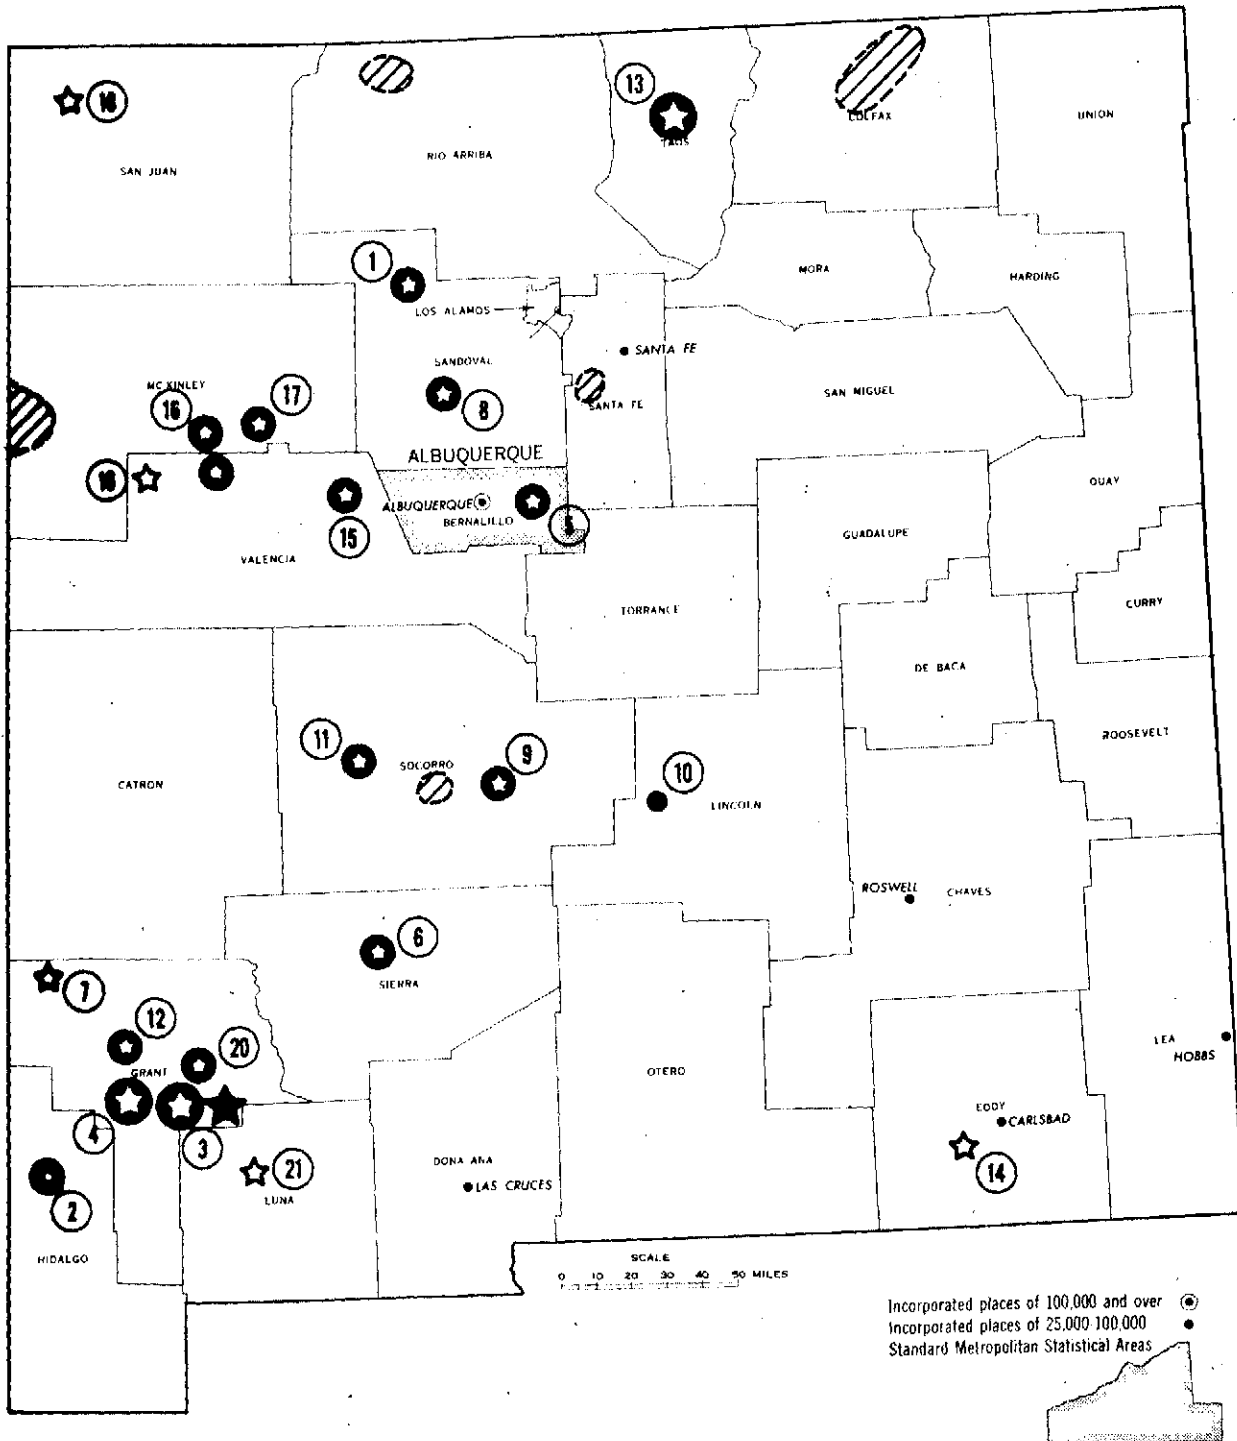 13
18
COLFAX
UNION
TAOS
RIO ARRIBA
SAN JUAN
1
MORA
HARDING
LOS ALAMOS
SANTA FE
SANDOVAL
MC KINLEY
17
16
8
SANTA FE
SAN MIGUEL
ALBUQUERQUE
QUAY
ALBUQUERQUE
BERNALILLO
5
15
GUADALUPE
VALENCIA
TORRANCE
CURRY
DE BACA
11
9
10
SOCORRO
ROOSEVELT
CATRON
LINCOLN
ROSWELL
CHAVES
6
SIERRA
7
12
20
GRANT
LEA
HOBBS
OTERO
EDDY
CARLSBAD
4
3
21
14
DONA ANA
LAS CRUCES
LUNA
2
HIDALGO
SCALE
0 10 20 30 40 50 MILES
Incorporated places of 100,000 and over
Incorporated places of 25,000-100,000
Standard Metropolitan Statistical Areas